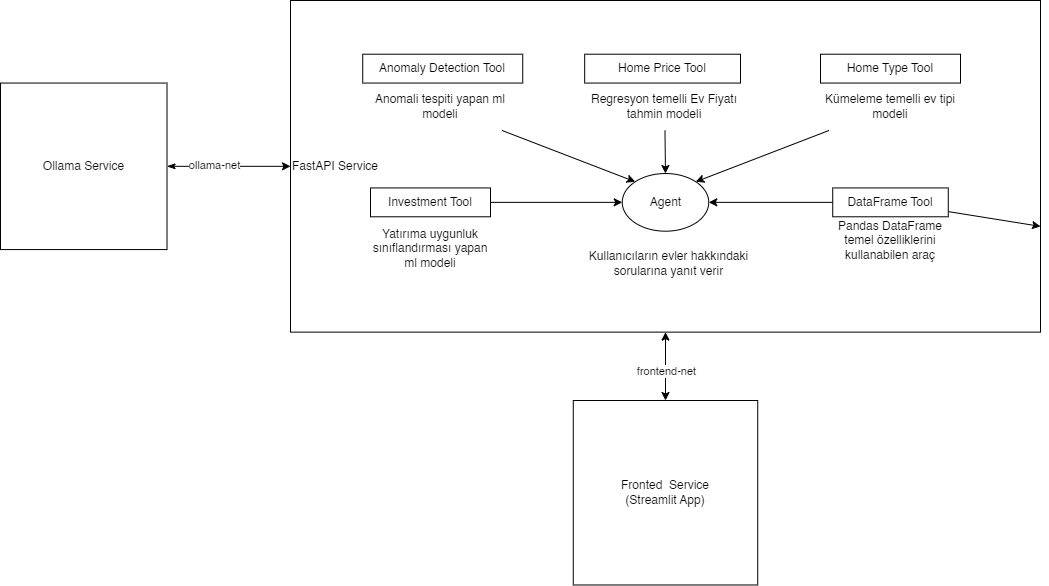 Anomaly Detection Tool
Anomali tespiti yapan ml
modeli
Home Price Tool
Regresyon temelli Ev Fiyatı
tahmin modeli
Home Type Tool
Kümeleme temelli ev tipi
modeli
Ollama Service
ollama-net
FastAPI Service
Investment Tool
Yatırıma uygunluk
sınıflandırması yapan
ml modeli
Agent
Kullanıcıların evler hakkındaki
sorularına yanıt verir
DataFrame Tool
Pandas DataFrame
temel özelliklerini
kullanabilen araç
frontend-net
Fronted Service
(Streamlit App)